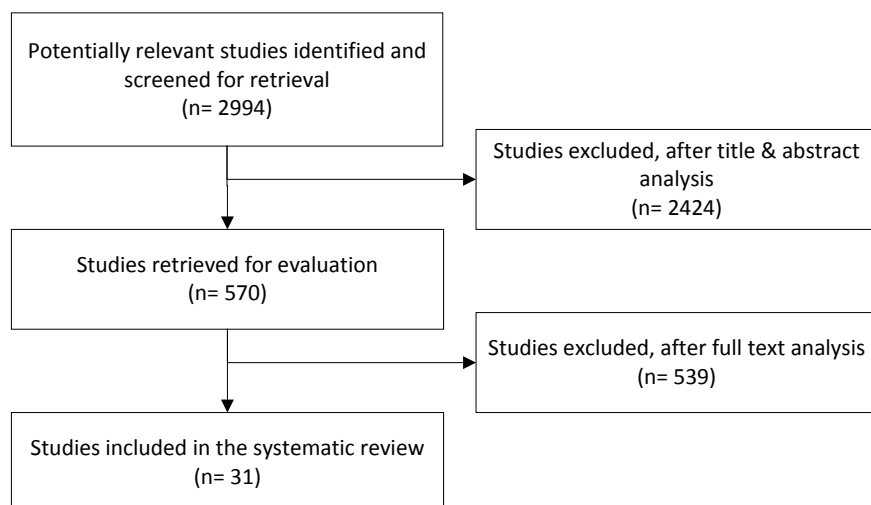 Potentially relevant studies identified and
screened for retrieval
(n= 2994)
Studies excluded, after title & abstract
analysis
(n= 2424)
Studies retrieved for evaluation
(n= 570)
Studies excluded, after full text analysis
(n= 539)
Studies included in the systematic review
(n= 31)